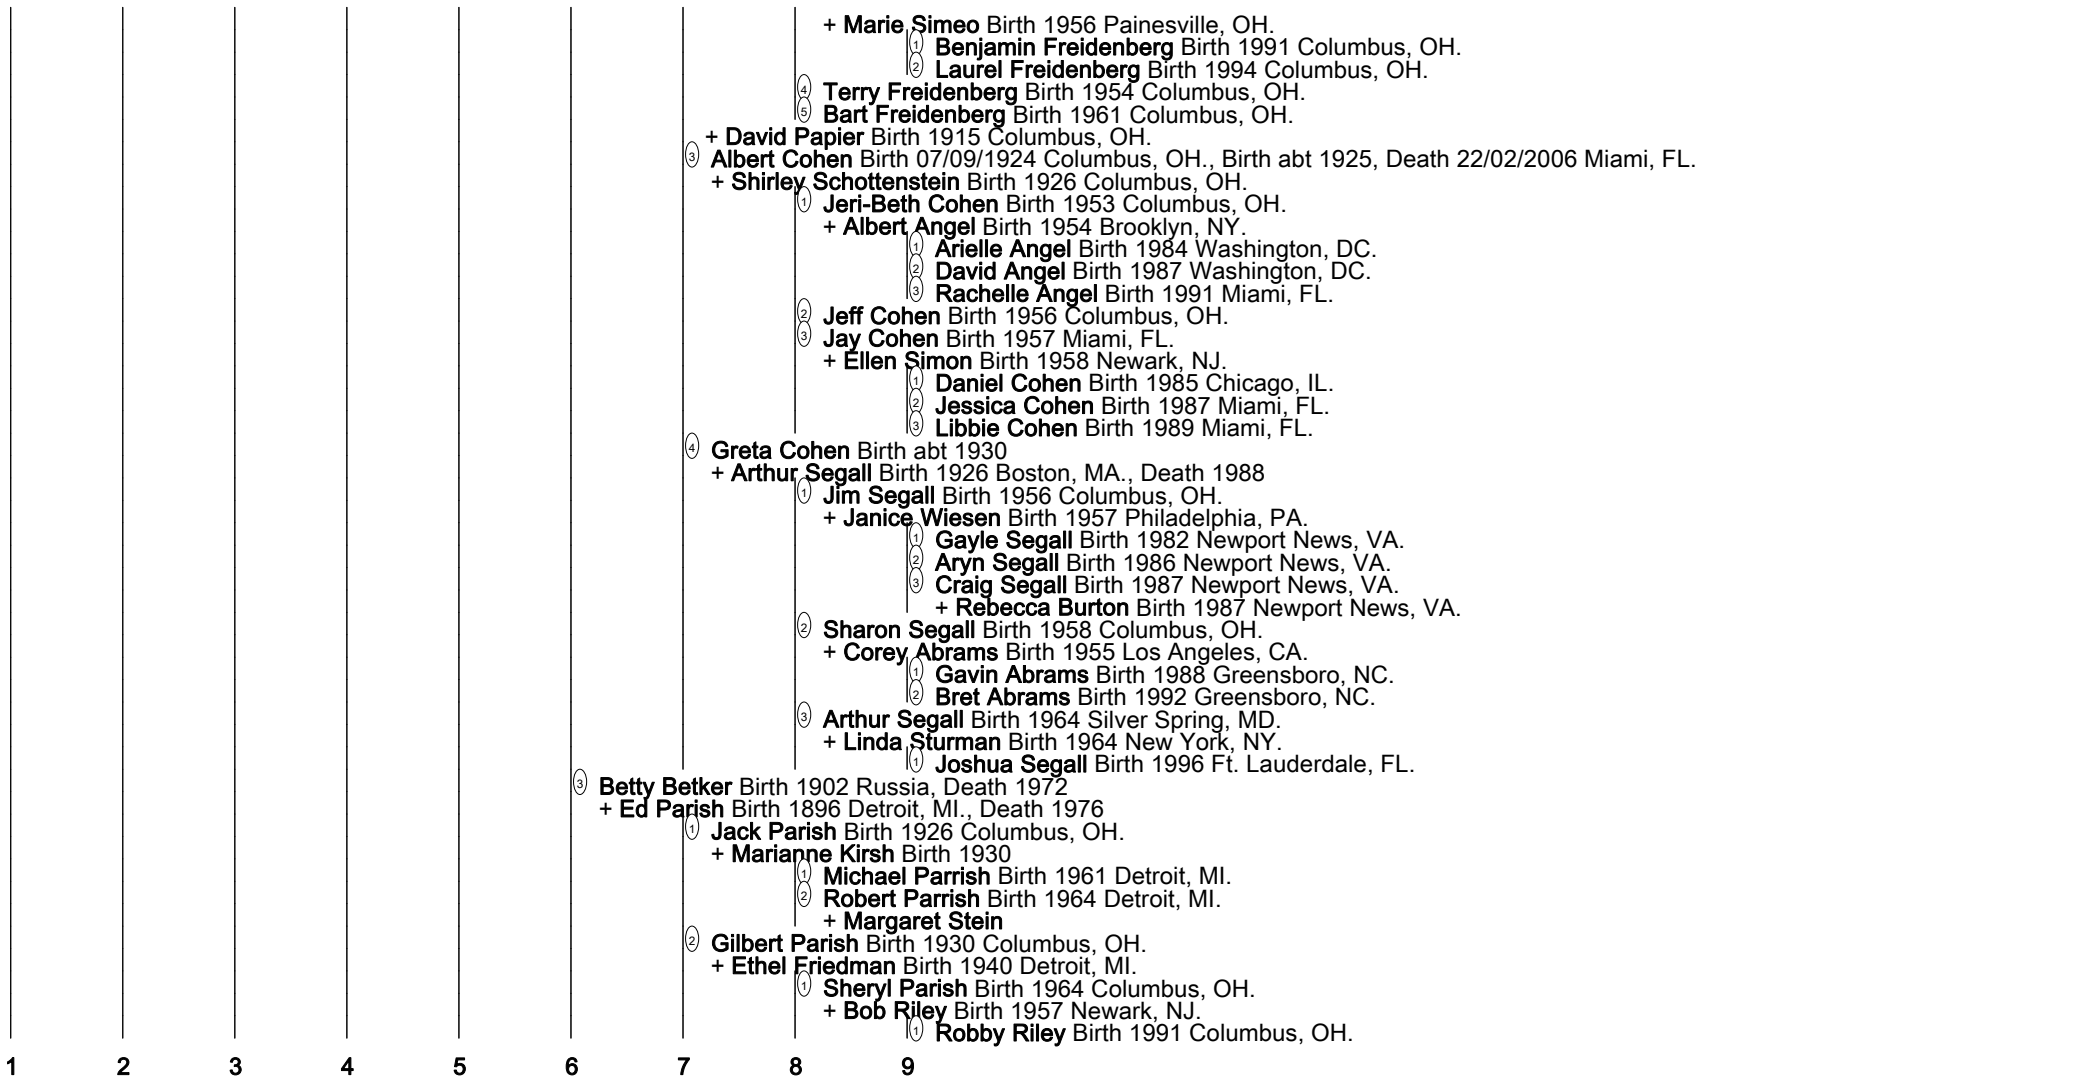 + Marie Simeo Birth 1956 Painesville, OH.
1 Benjamin Freidenberg Birth 1991 Columbus, OH.
2 Laurel Freidenberg Birth 1994 Columbus, OH.
4 Terry Freidenberg Birth 1954 Columbus, OH.
5 Bart Freidenberg Birth 1961 Columbus, OH.
+ David Papier Birth 1915 Columbus, OH.
3 Albert Cohen Birth 07/09/1924 Columbus, OH., Birth abt 1925, Death 22/02/2006 Miami, FL.
+ Shirley Schottenstein Birth 1926 Columbus, OH.
1 Jeri-Beth Cohen Birth 1953 Columbus, OH.
+ Albert Angel Birth 1954 Brooklyn, NY.
1 Arielle Angel Birth 1984 Washington, DC.
2 David Angel Birth 1987 Washington, DC.
3 Rachelle Angel Birth 1991 Miami, FL.
2 Jeff Cohen Birth 1956 Columbus, OH.
3 Jay Cohen Birth 1957 Miami, FL.
+ Ellen Simon Birth 1958 Newark, NJ.
1 Daniel Cohen Birth 1985 Chicago, IL.
2 Jessica Cohen Birth 1987 Miami, FL.
3 Libbie Cohen Birth 1989 Miami, FL.
4 Greta Cohen Birth abt 1930
+ Arthur Segall Birth 1926 Boston, MA., Death 1988
1 Jim Segall Birth 1956 Columbus, OH.
+ Janice Wiesen Birth 1957 Philadelphia, PA.
1 Gayle Segall Birth 1982 Newport News, VA.
2 Aryn Segall Birth 1986 Newport News, VA.
3 Craig Segall Birth 1987 Newport News, VA.
+ Rebecca Burton Birth 1987 Newport News, VA.
2 Sharon Segall Birth 1958 Columbus, OH.
+ Corey Abrams Birth 1955 Los Angeles, CA.
1 Gavin Abrams Birth 1988 Greensboro, NC.
2 Bret Abrams Birth 1992 Greensboro, NC.
3 Arthur Segall Birth 1964 Silver Spring, MD.
+ Linda Sturman Birth 1964 New York, NY.
1 Joshua Segall Birth 1996 Ft. Lauderdale, FL.
3 Betty Betker Birth 1902 Russia, Death 1972
+ Ed Parish Birth 1896 Detroit, MI., Death 1976
1 Jack Parish Birth 1926 Columbus, OH.
+ Marianne Kirsh Birth 1930
1 Michael Parrish Birth 1961 Detroit, MI.
2 Robert Parrish Birth 1964 Detroit, MI.
+ Margaret Stein
2 Gilbert Parish Birth 1930 Columbus, OH.
+ Ethel Friedman Birth 1940 Detroit, MI.
1 Sheryl Parish Birth 1964 Columbus, OH.
+ Bob Riley Birth 1957 Newark, NJ.
1 Robby Riley Birth 1991 Columbus, OH.
1 2 3 4 5 6 7 8 9